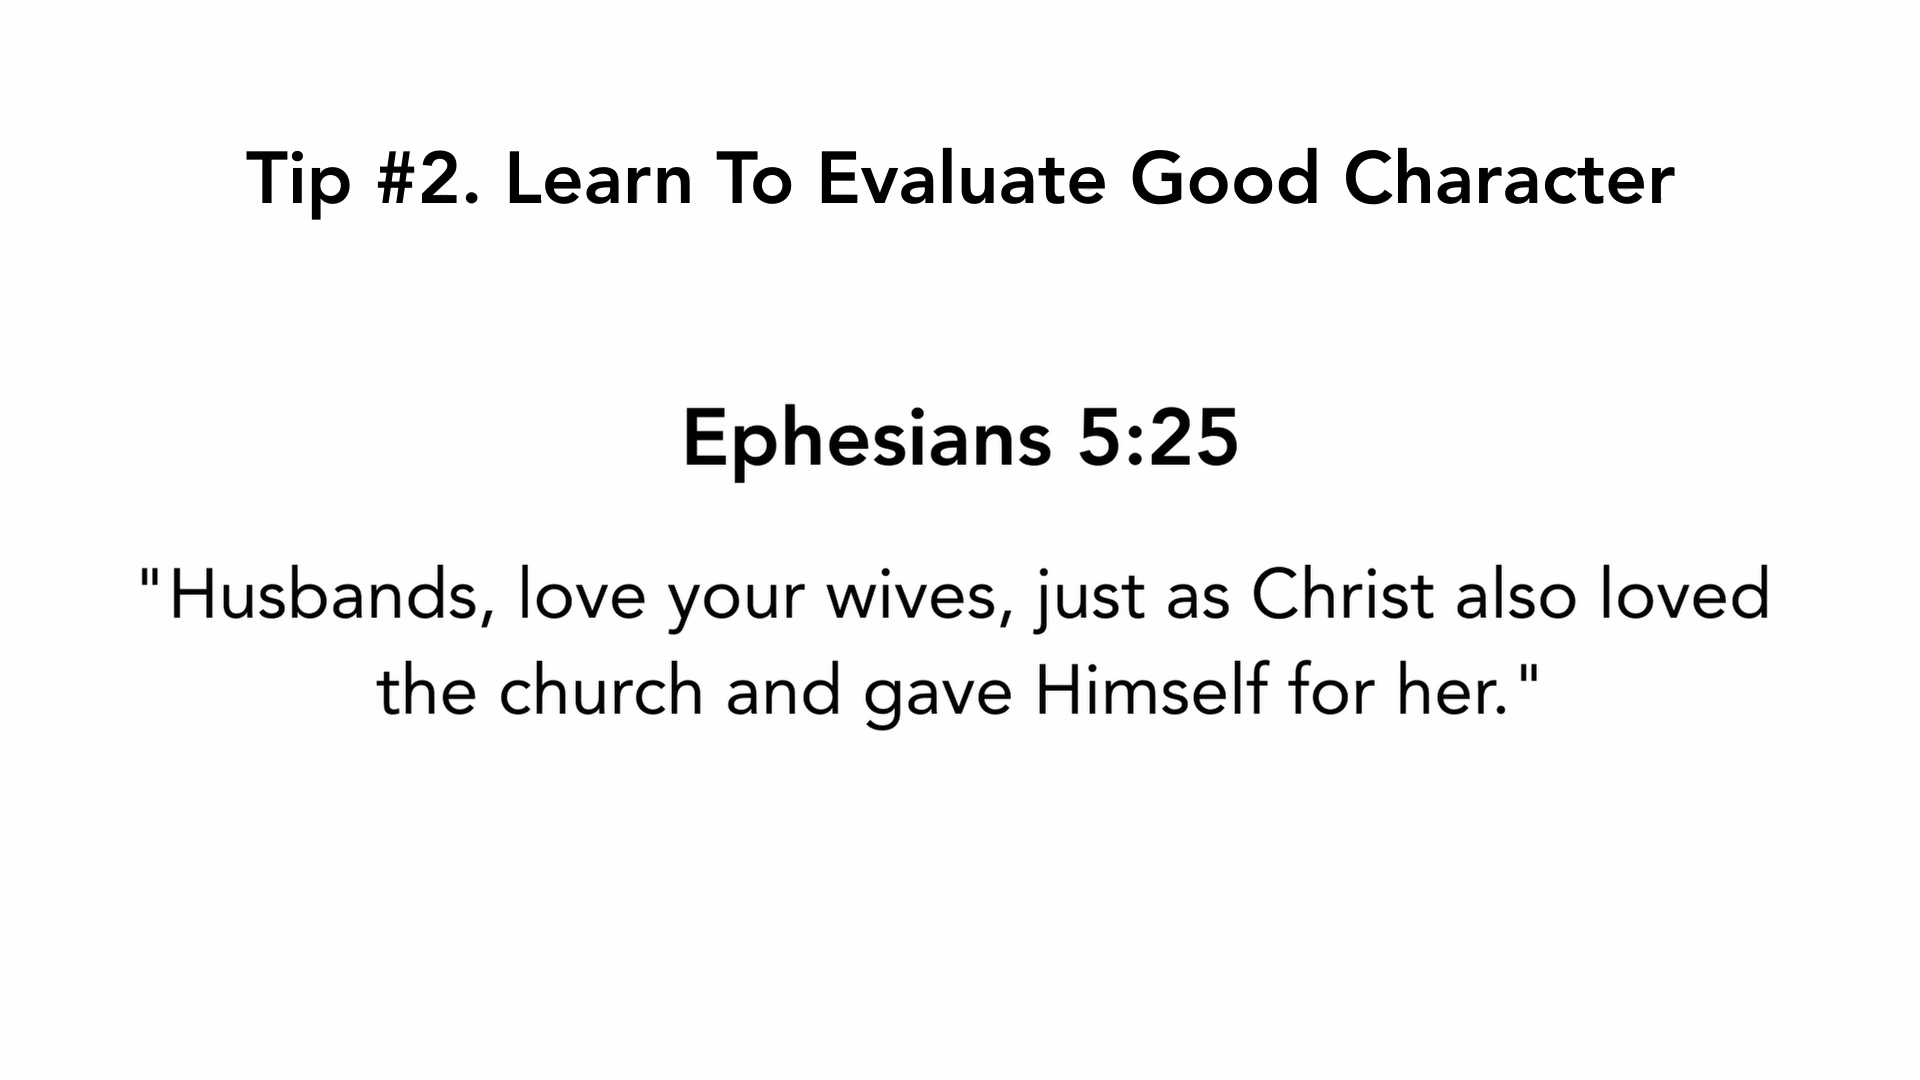 Tip #2. Learn To Evaluate Good Character
Ephesians 5:25
"Husbands, love your wives, just as Christ also loved
the church and gave Himself for her."